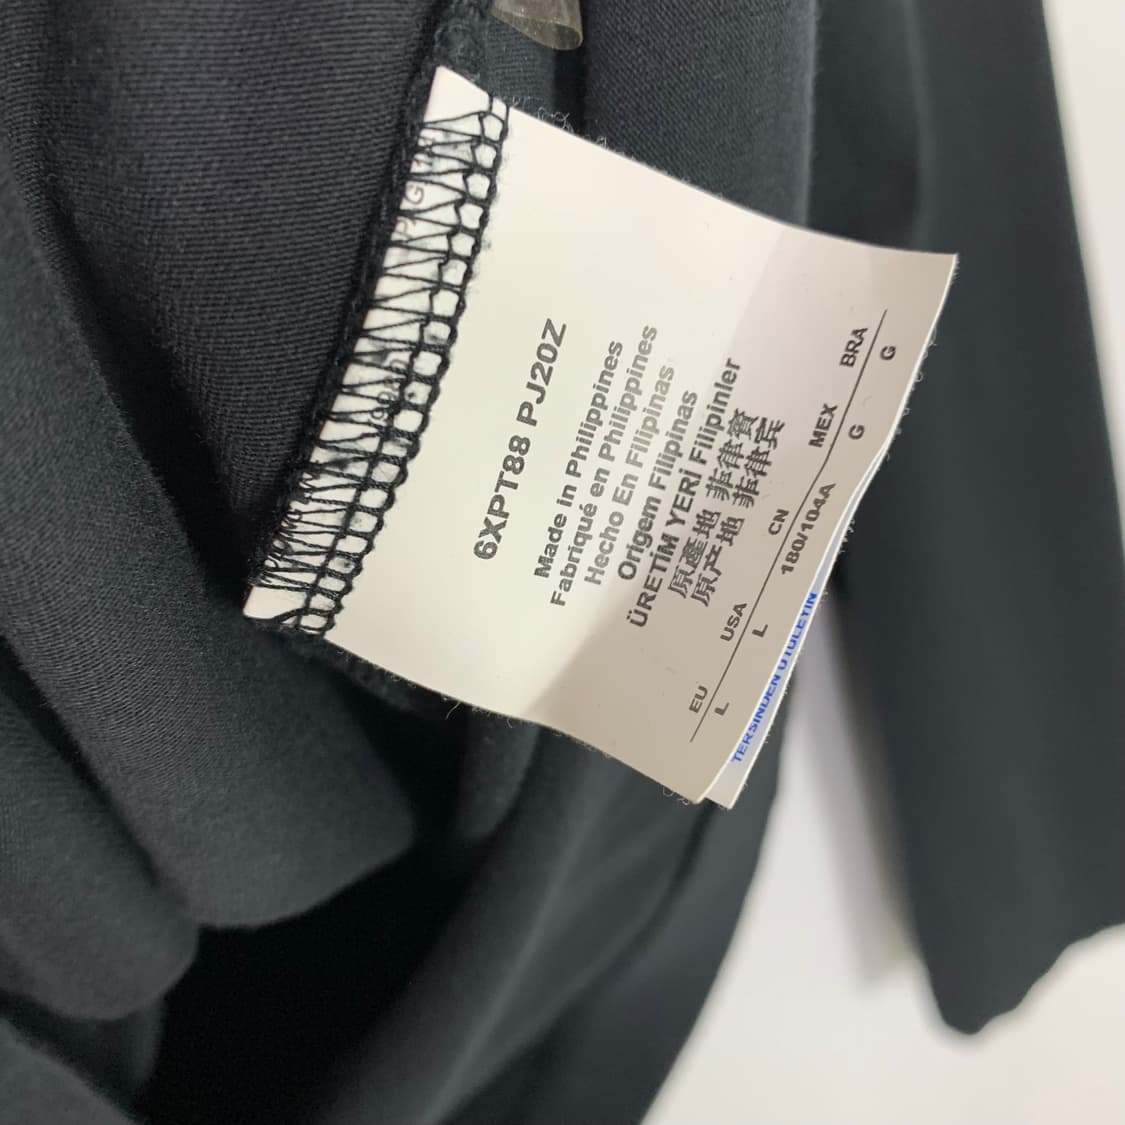 6XPT88 PJ20Z
Made in Philippines
Fabriqué en Philippines
Hecho En Filipinas
Origem Filipinas
ÜRETİM YERİ Filipinler
原產地 菲律賓
原产地 菲律宾
EU USA CN MEX BRA
L L 180/104A G G
TERSİNDEN ÜTÜLEYİN